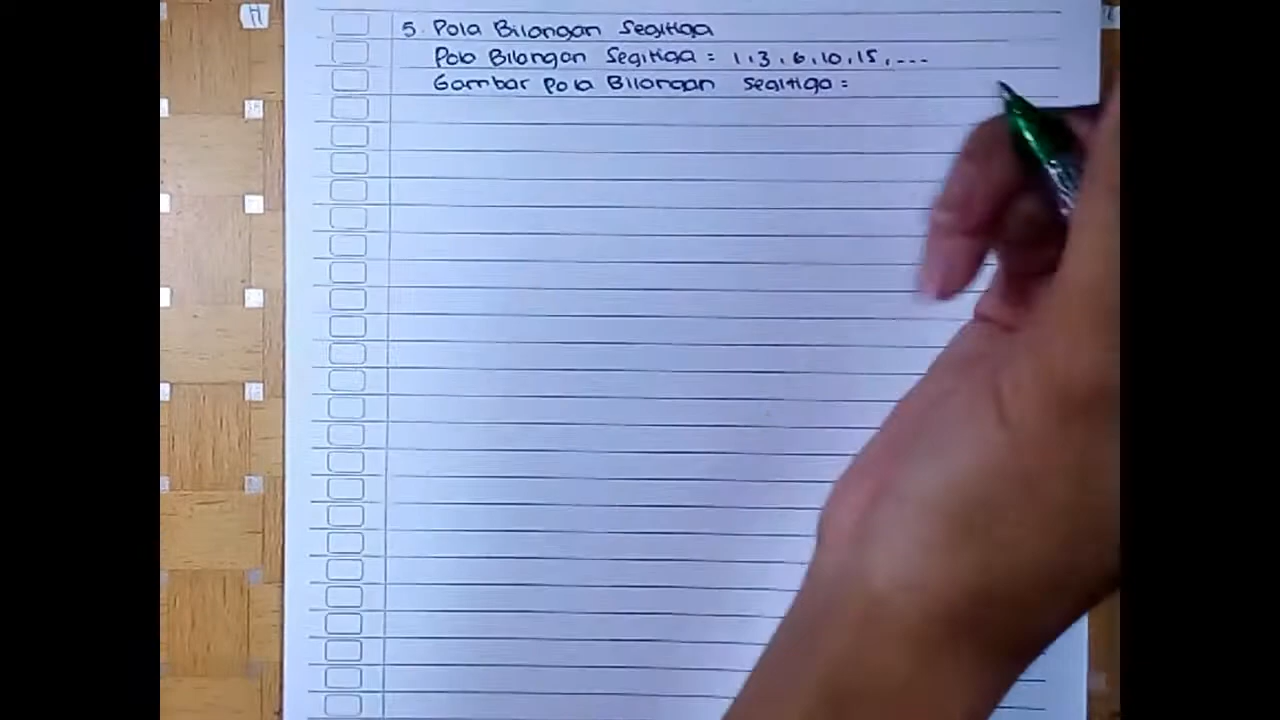 5. Pola Bilangan Segitiga
Pola Bilangan Segitiga = 1, 3, 6, 10, 15, ---
Gambar Pola Bilangan Segitiga =